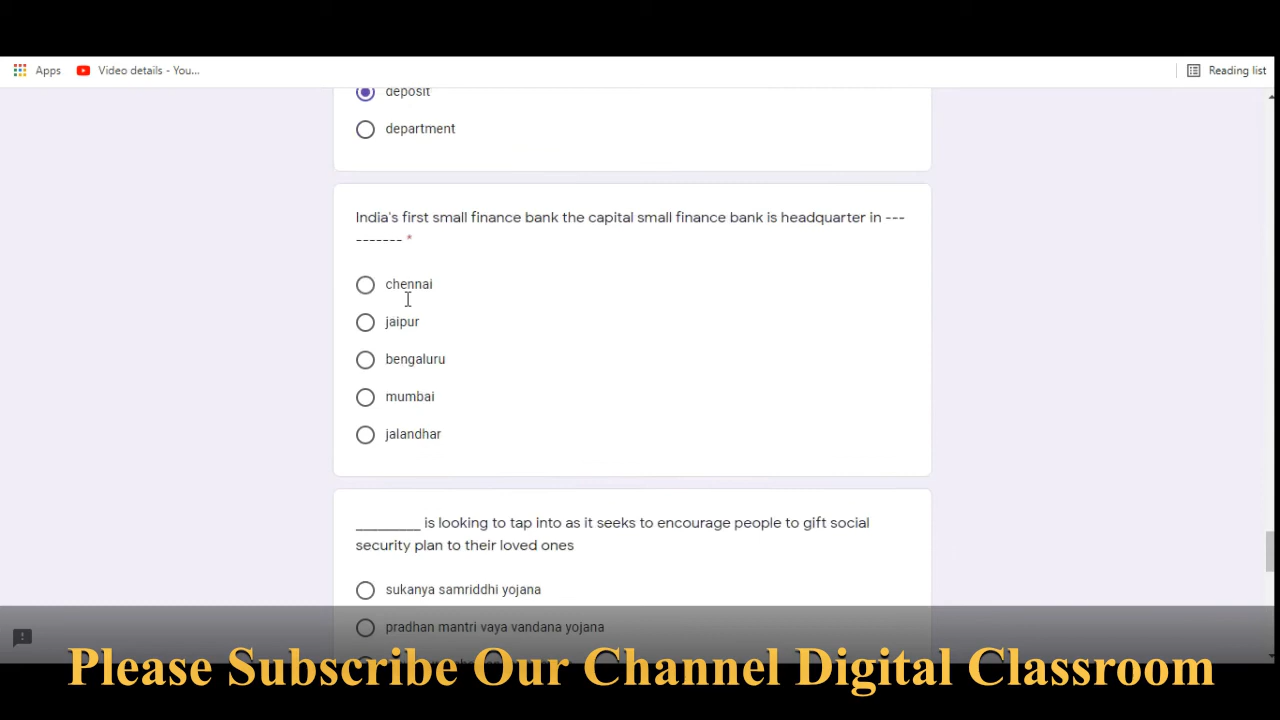 Apps Video details - You... Reading list
deposit
department
India's first small finance bank the capital small finance bank is headquarter in ---
------- *
chennai
jaipur
bengaluru
mumbai
jalandhar
_________ is looking to tap into as it seeks to encourage people to gift social
security plan to their loved ones
sukanya samriddhi yojana
pradhan mantri vaya vandana yojana
Please Subscribe Our Channel Digital Classroom